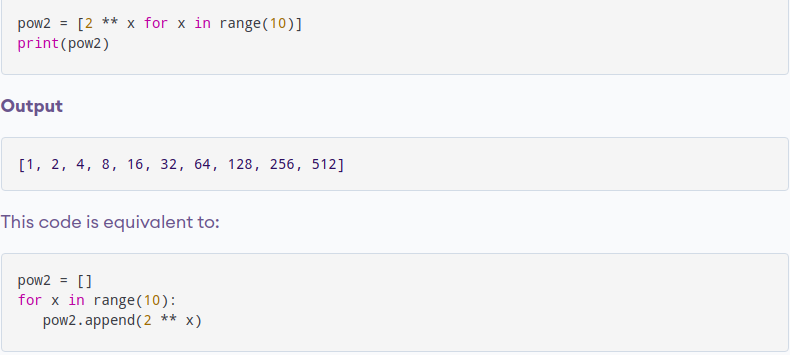 pow2 = [2 ** x for x in range(10)]
print(pow2)
Output
[1, 2, 4, 8, 16, 32, 64, 128, 256, 512]
This code is equivalent to:
pow2 = []
for x in range(10):
   pow2.append(2 ** x)